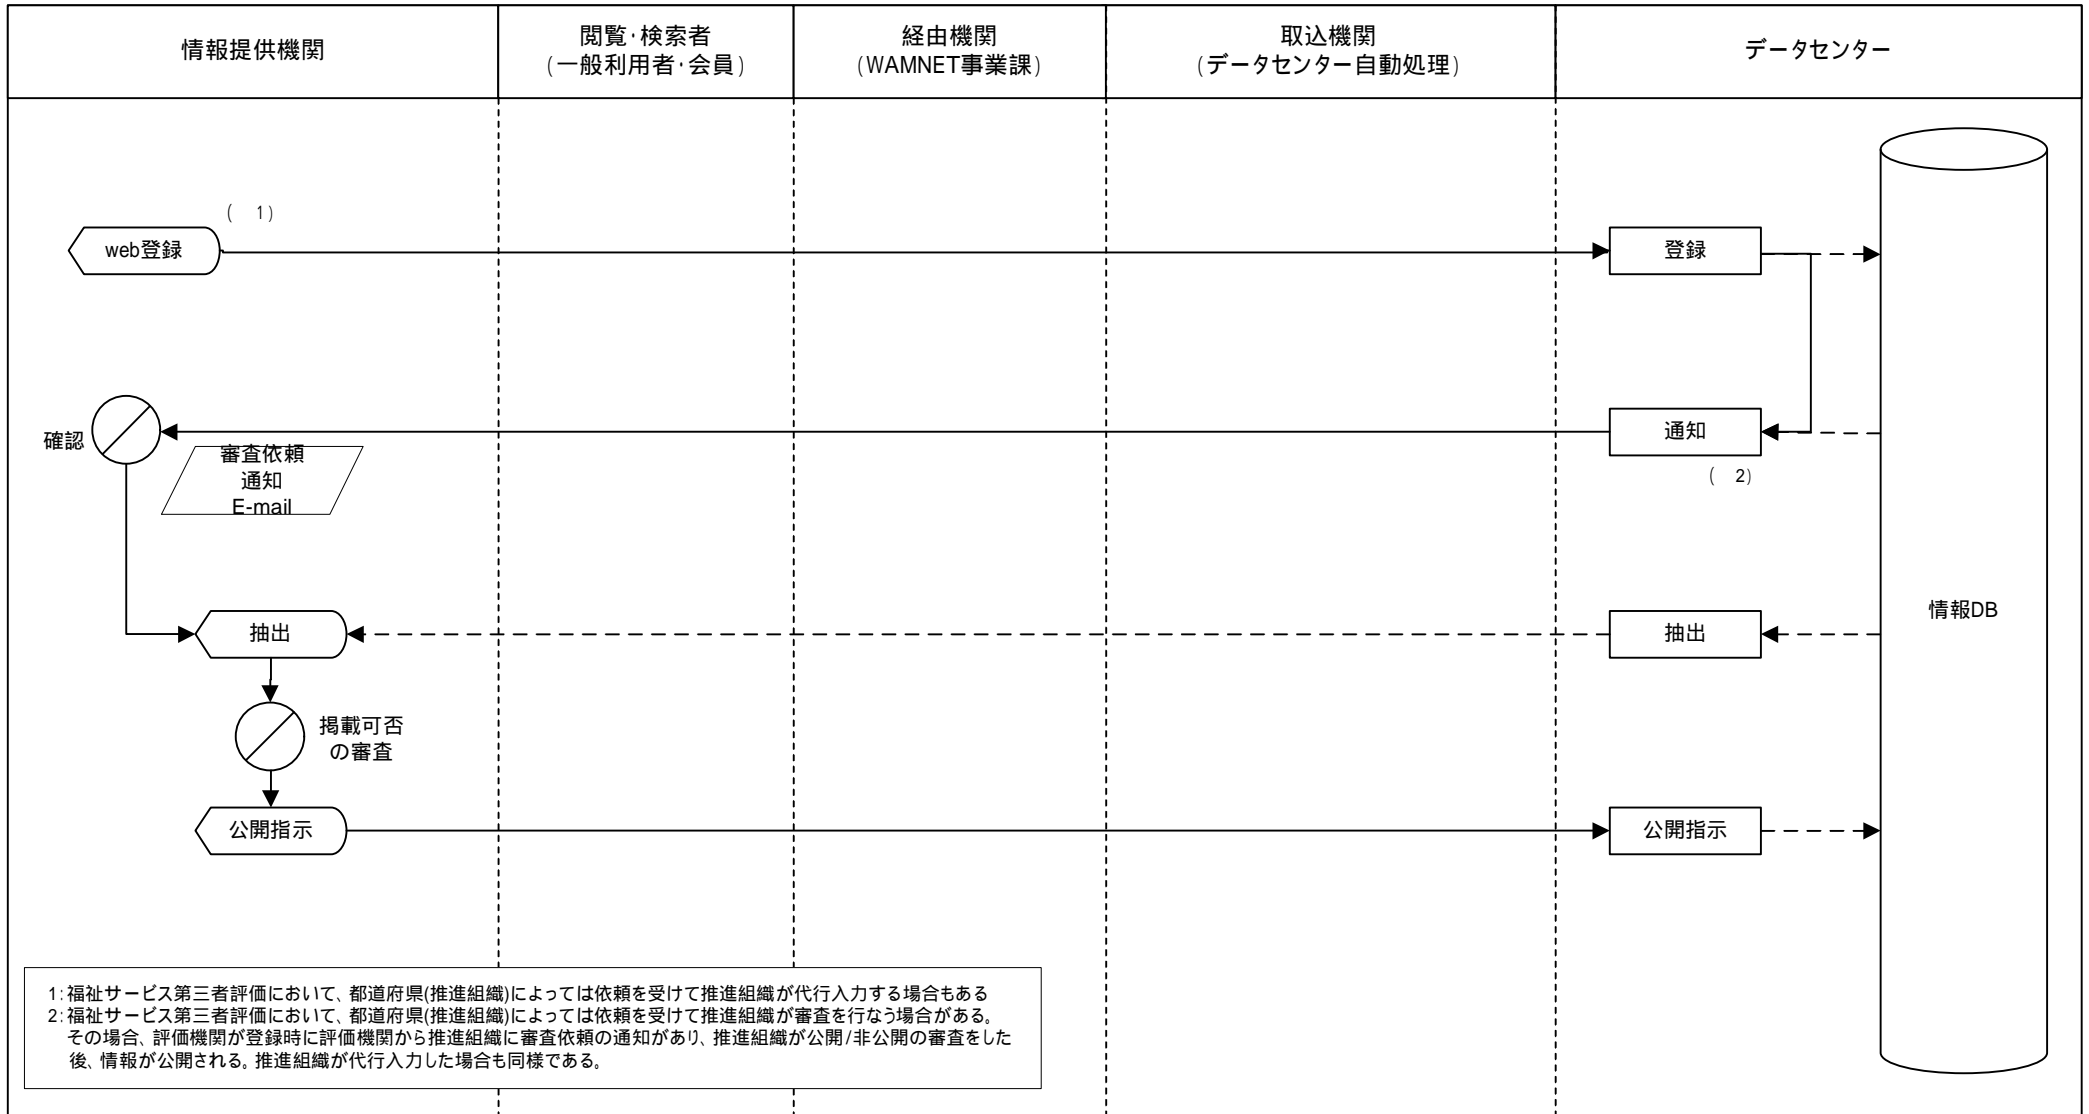 情報提供機関
閲覧・検索者
(一般利用者・会員)
経由機関
(WAMNET事業課)
取込機関
(データセンター自動処理)
データセンター
(　1)
web登録
登録
確認
審査依頼
通知
E-mail
通知
(　2)
抽出
抽出
情報DB
掲載可否
の審査
公開指示
公開指示
1:福祉サービス第三者評価において、都道府県(推進組織)によっては依頼を受けて推進組織が代行入力する場合もある
2:福祉サービス第三者評価において、都道府県(推進組織)によっては依頼を受けて推進組織が審査を行なう場合がある。
その場合、評価機関が登録時に評価機関から推進組織に審査依頼の通知があり、推進組織が公開/非公開の審査をした
後、情報が公開される。推進組織が代行入力した場合も同様である。